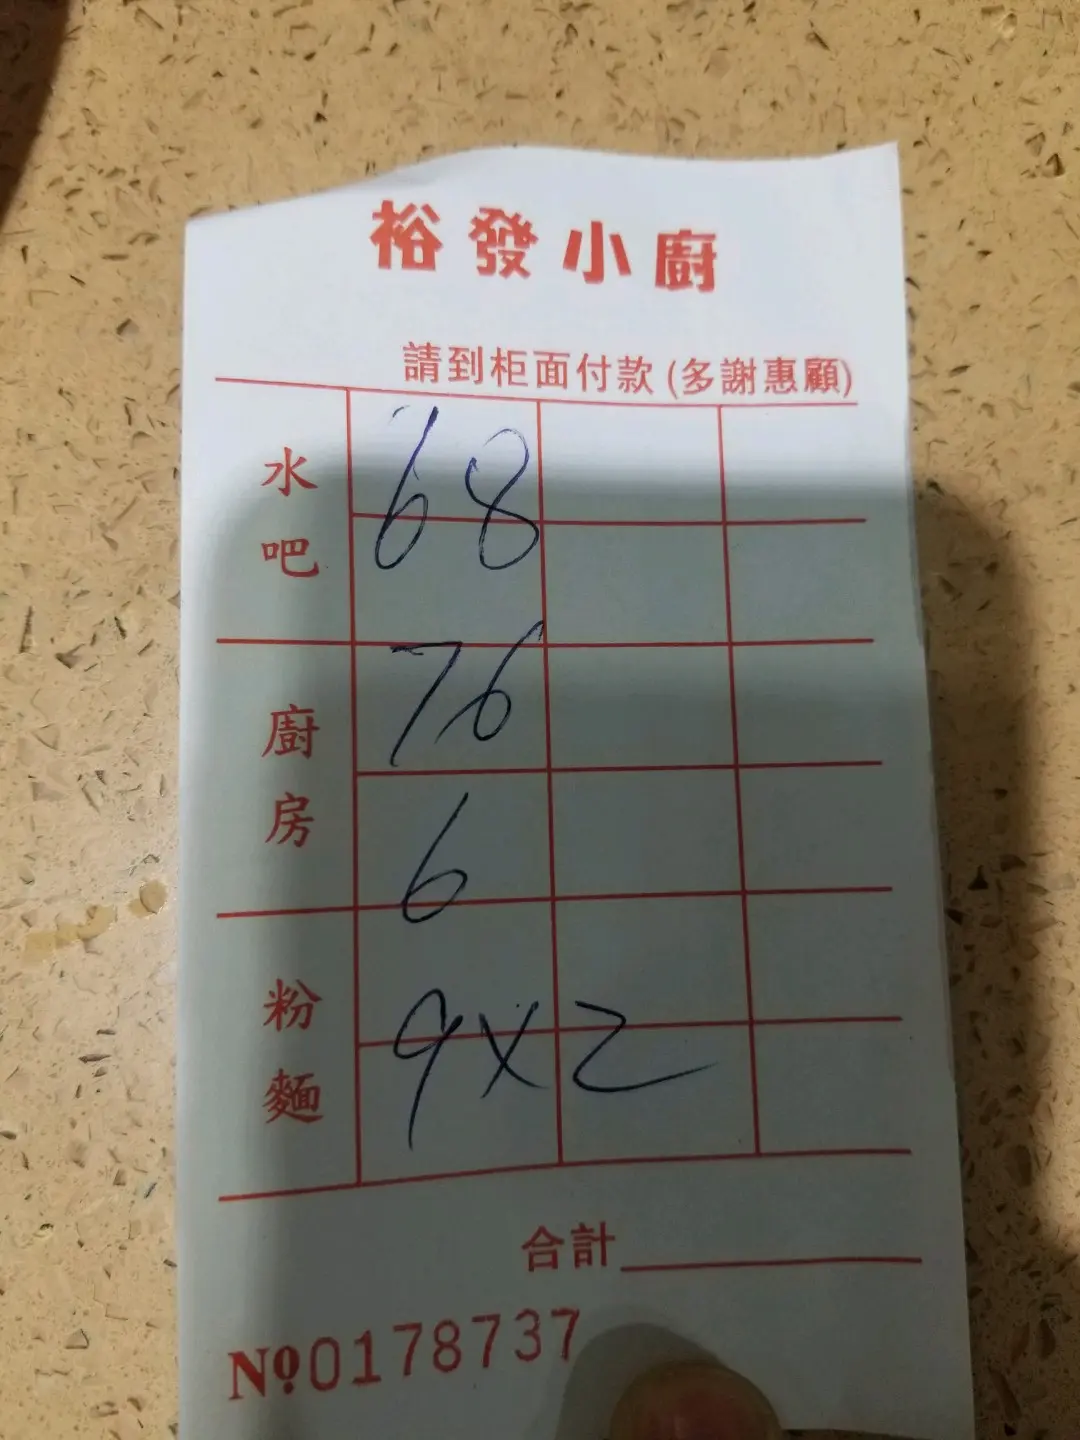 裕發小廚
請到柜面付款(多謝惠顧)
水吧
68
廚房
76
6
粉麵
9x2
合計
Nº0178737